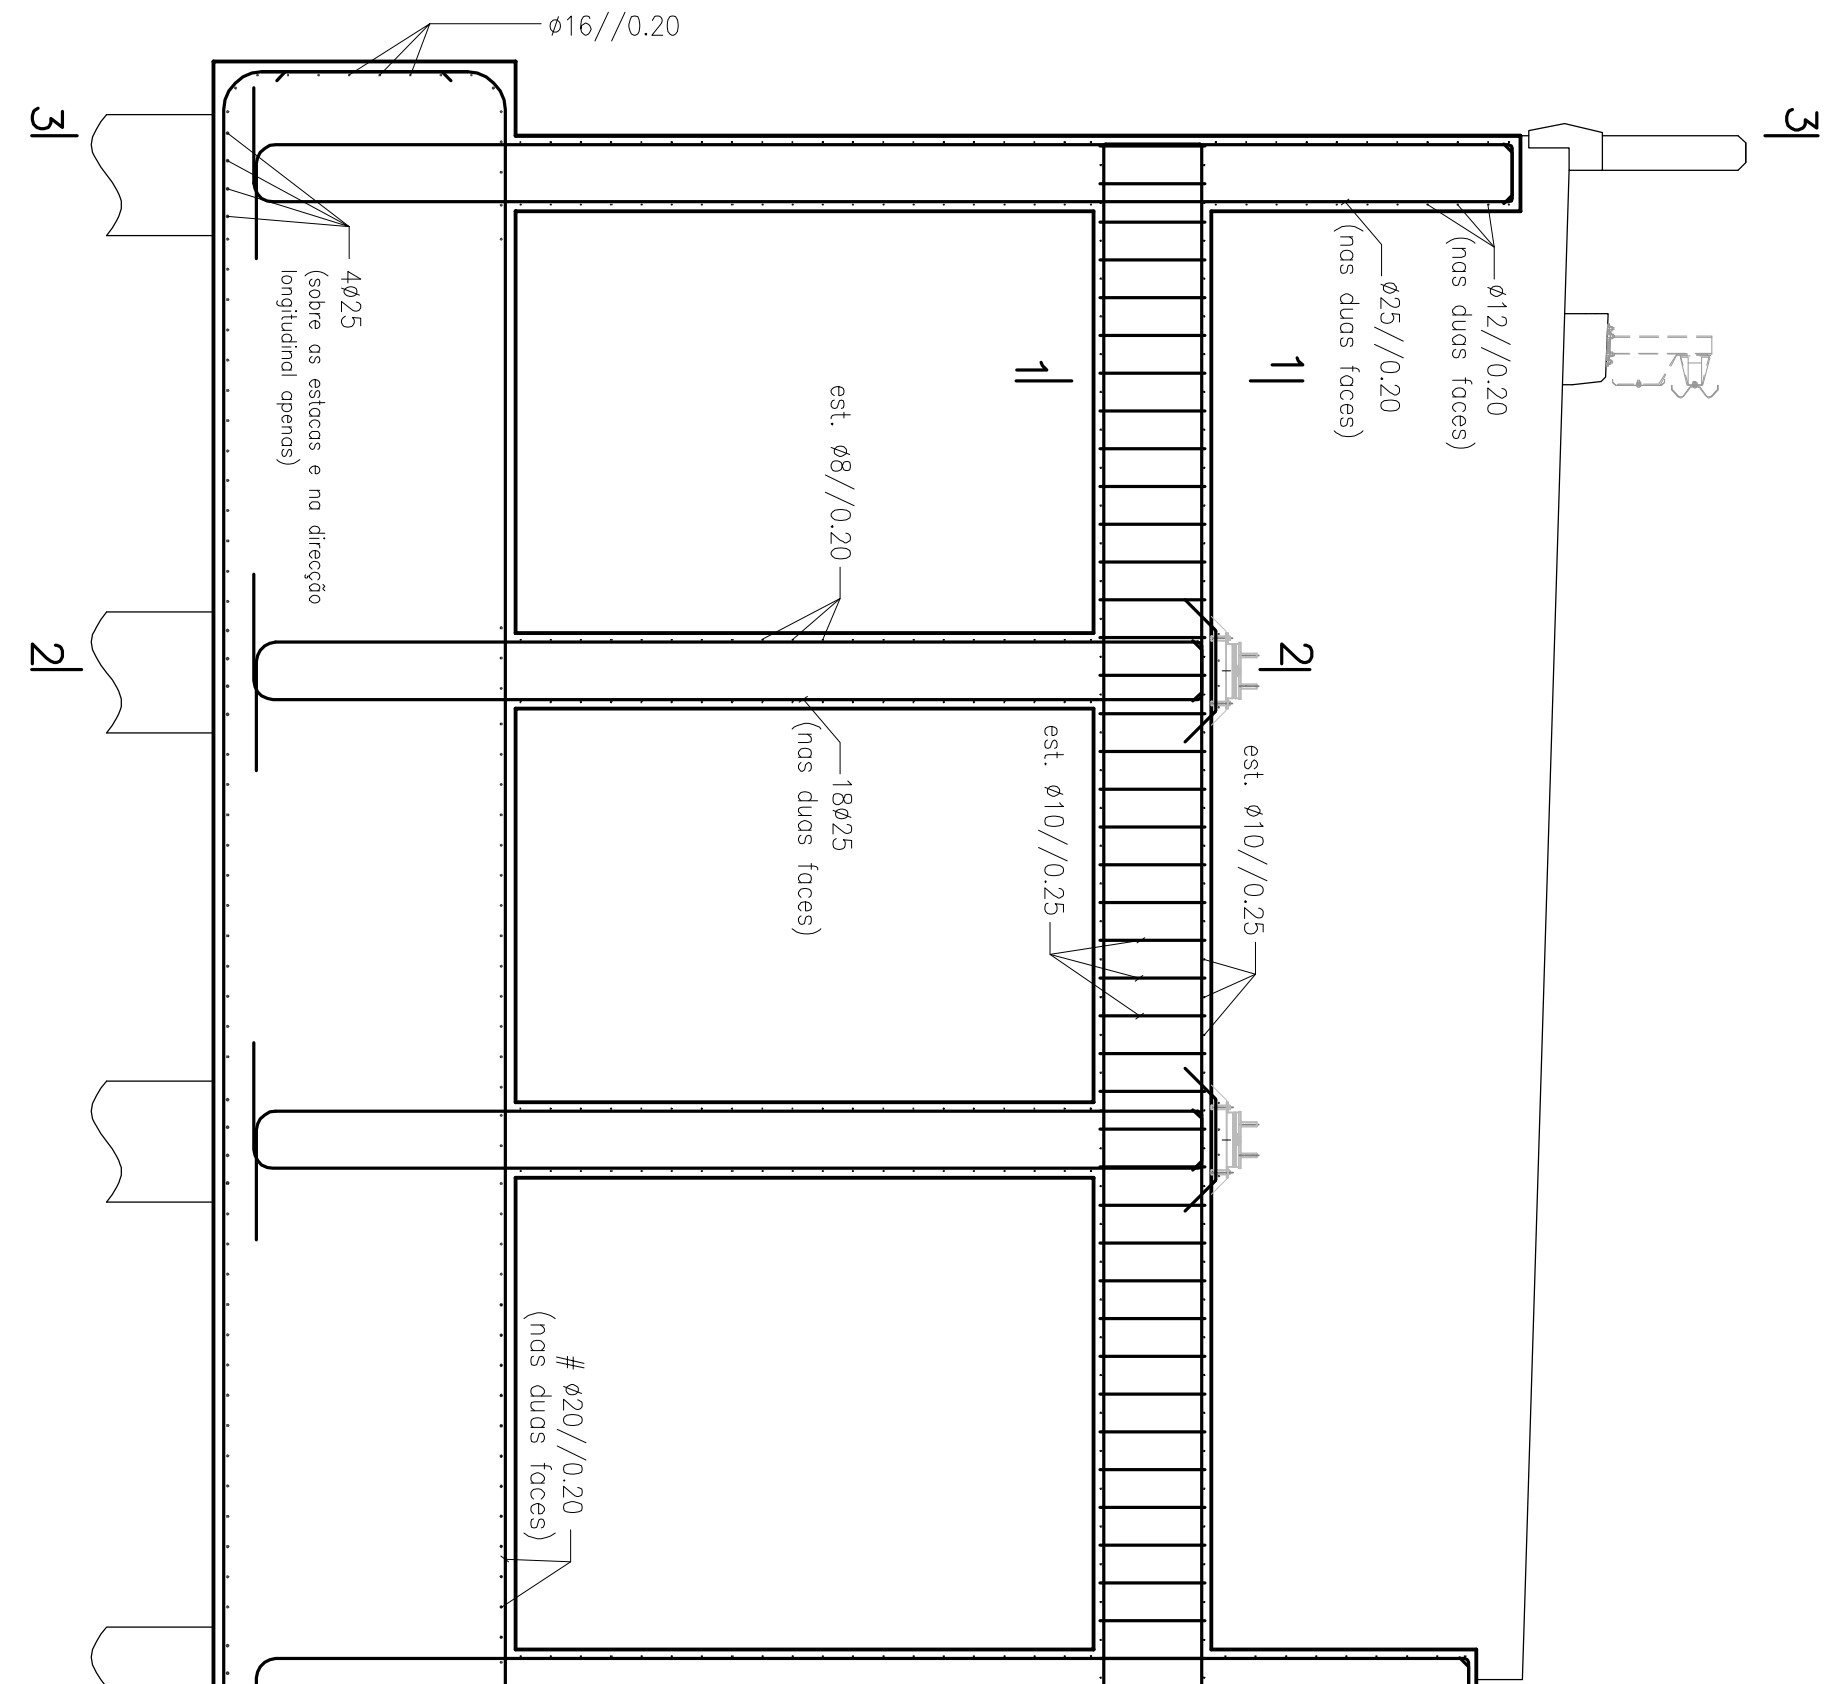 ø16//0.20
3
3
ø12//0.20
(nas duas faces)
ø25//0.20
(nas duas faces)
1
1
4ø25
(sobre as estacas e na direcção
longitudinal apenas)
est. ø8//0.20
2
2
18ø25
(nas duas faces)
est. ø10//0.25
est. ø10//0.25
# ø20//0.20
(nas duas faces)